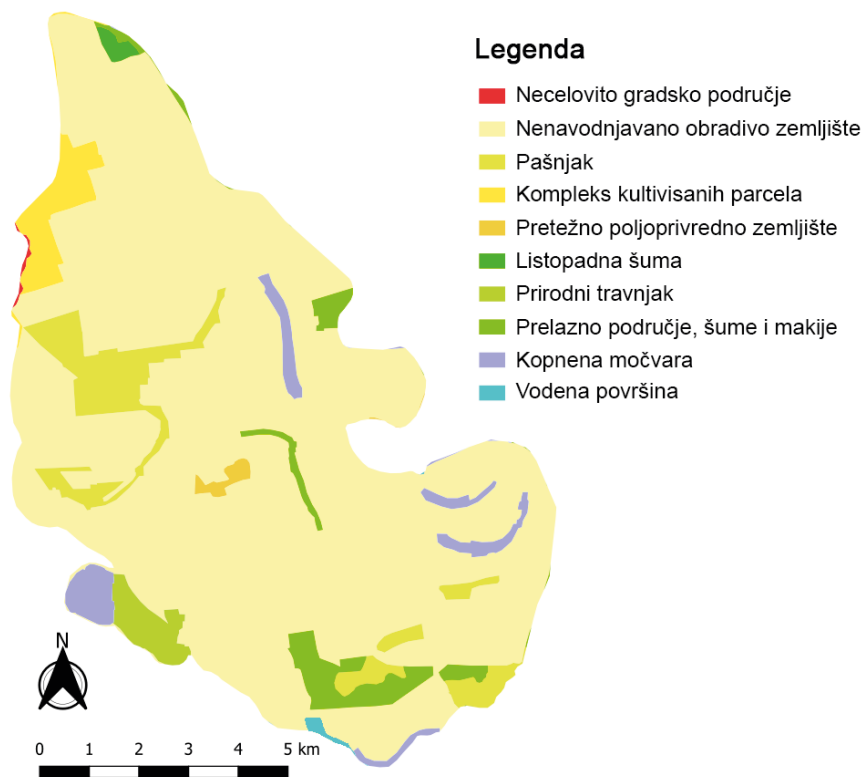 Legenda
Necelovito gradsko područje
Nenavodnjavano obradivo zemljište
Pašnjak
Kompleks kultivisanih parcela
Pretežno poljoprivredno zemljište
Listopadna šuma
Prirodni travnjak
Prelazno područje, šume i makije
Kopnena močvara
Vodena površina
N
0 1 2 3 4 5 km